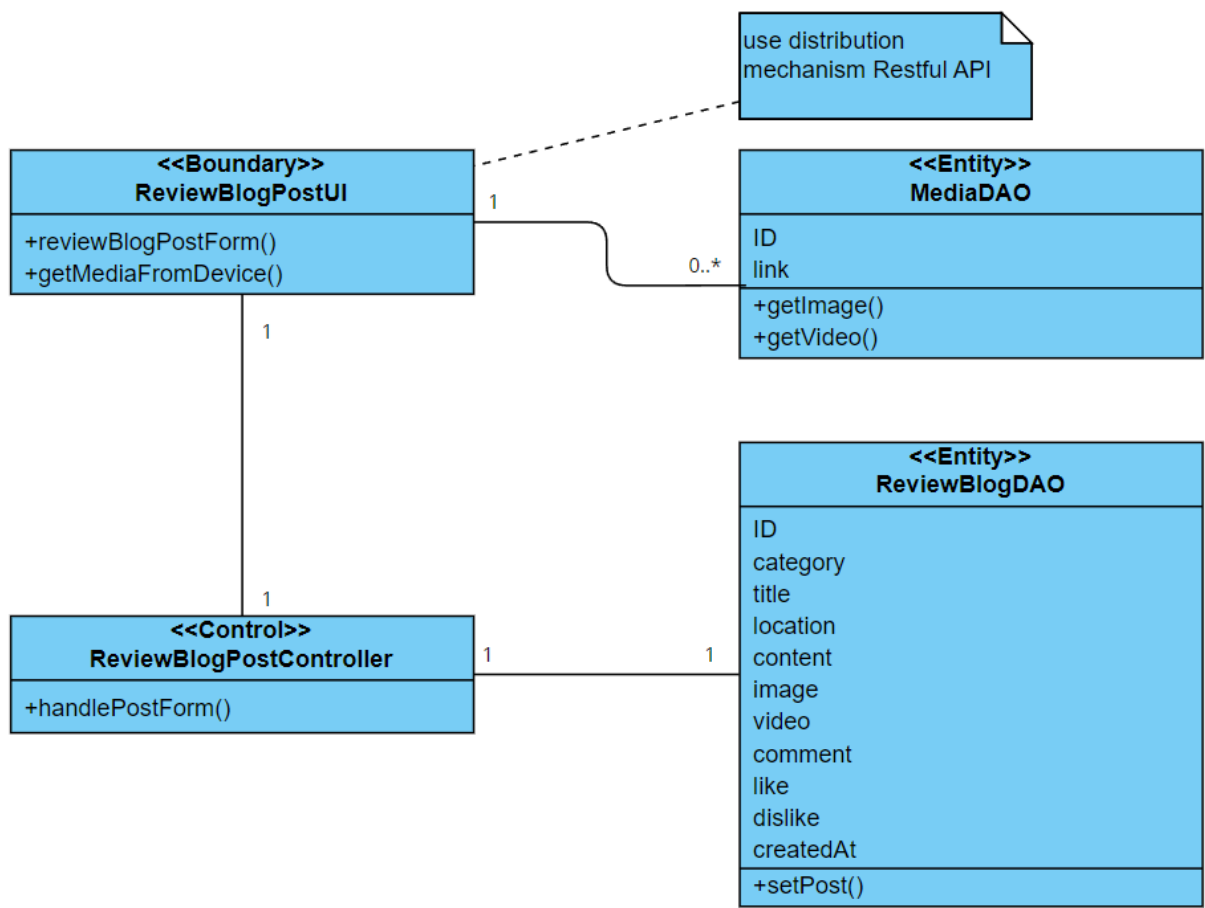 use distribution
mechanism Restful API
<<Boundary>>
ReviewBlogPostUI
+reviewBlogPostForm()
+getMediaFromDevice()
1
0..*
<<Entity>>
MediaDAO
ID
link
+getImage()
+getVideo()
1
1
<<Control>>
ReviewBlogPostController
+handlePostForm()
1
1
<<Entity>>
ReviewBlogDAO
ID
category
title
location
content
image
video
comment
like
dislike
createdAt
+setPost()